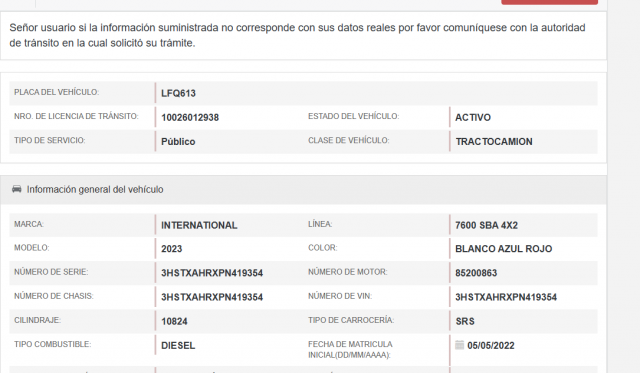 Señor usuario si la información suministrada no corresponde con sus datos reales por favor comuníquese con la autoridad
de tránsito en la cual solicitó su tràmite.
PLACA DEL VEHÍCULO: LFQ613
NRO. DE LICENCIA DE TRÁNSITO: 10026012938 ESTADO DEL VEHÍCULO: ACTIVO
TIPO DE SERVICIO: Público CLASE DE VEHÍCULO: TRACTOCAMION
Información general del vehículo
MARCA: INTERNATIONAL LÍNEA: 7600 SBA 4X2
MODELO: 2023 COLOR: BLANCO AZUL ROJO
NÚMERO DE SERIE: 3HSTXAHRXPN419354 NÚMERO DE MOTOR: 85200863
NÚMERO DE CHASIS: 3HSTXAHRXPN419354 NÚMERO DE VIN: 3HSTXAHRXPN419354
CILINDRAJE: 10824 TIPO DE CARROCERÍA: SRS
TIPO COMBUSTIBLE: DIESEL FECHA DE MATRICULA 05/05/2022
INICIAL(DD/MM/AAAA):